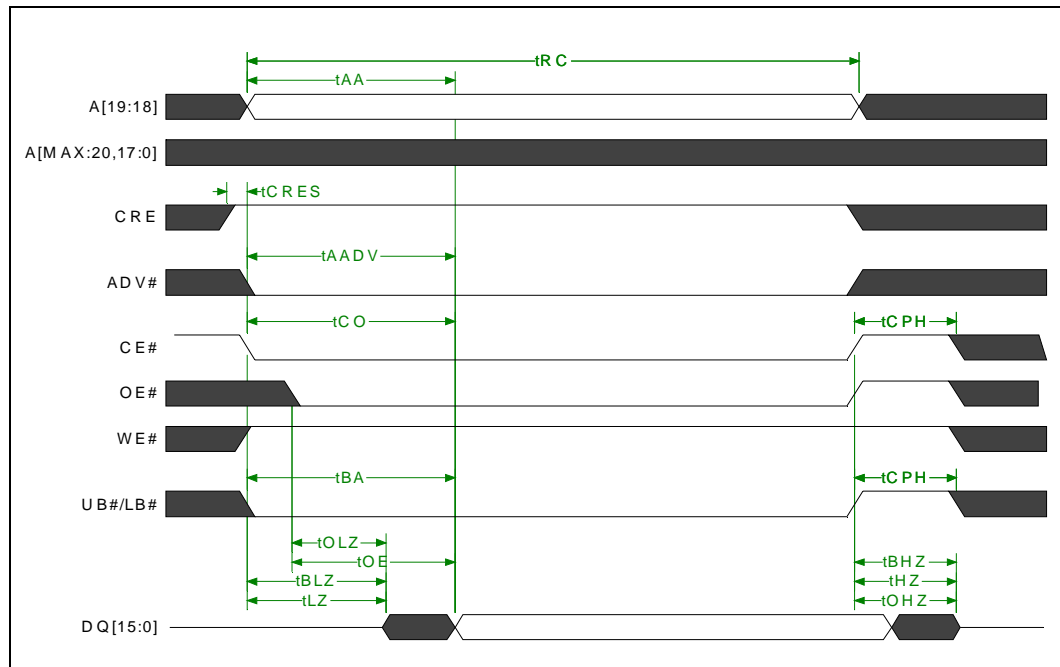 tRC
tAA
A[19:18]
A[MAX:20,17:0]
tCRES
CRE
tAADV
ADV#
tCO
tCPH
CE#
OE#
WE#
tBA
tCPH
UB#/LB#
tOLZ
tOE
tBHZ
tBLZ
tHZ
tLZ
tOHZ
DQ[15:0]